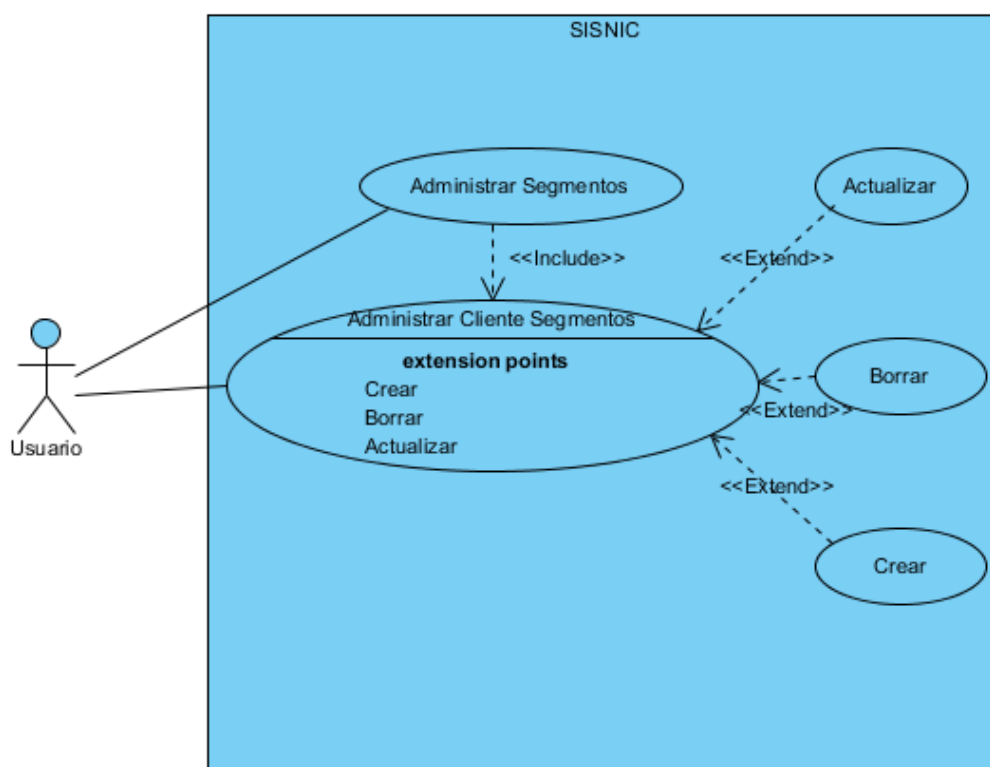 SISNIC
Administrar Segmentos
Actualizar
<<Include>>
<<Extend>>
Administrar Cliente Segmentos
extension points
Crear
Borrar
Actualizar
Borrar
<<Extend>>
Usuario
<<Extend>>
Crear